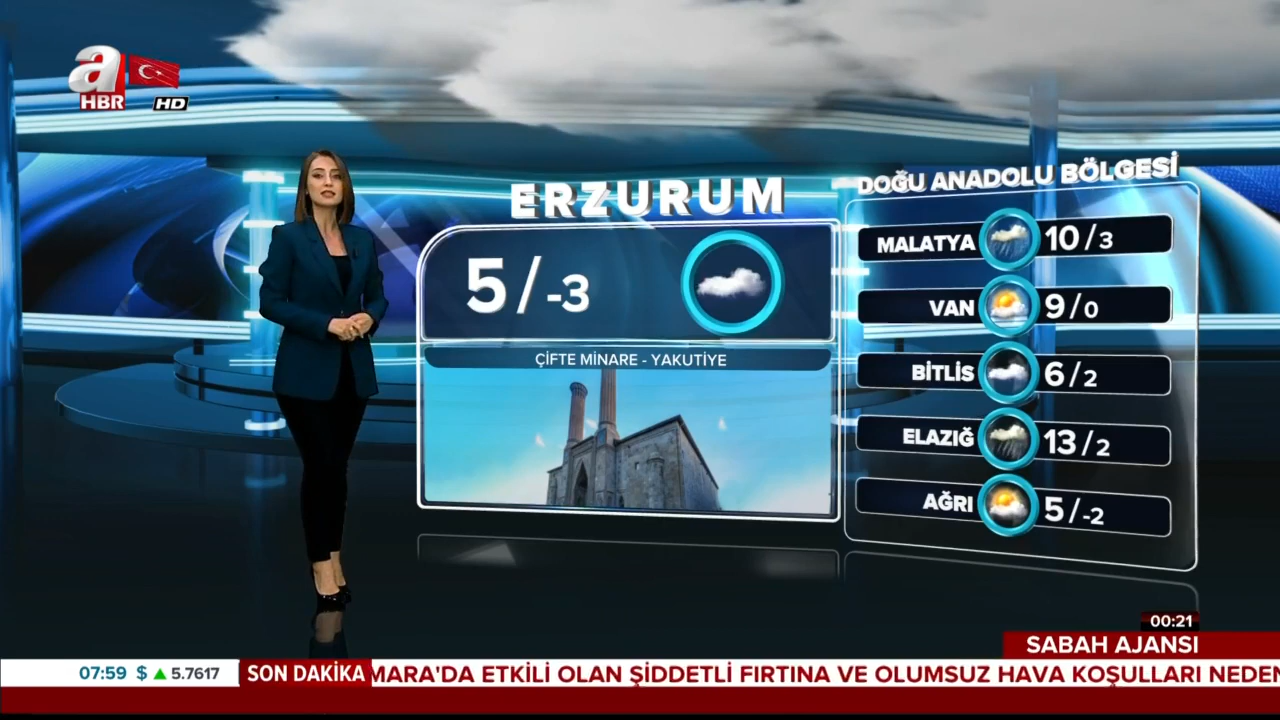 a
HBR
HD
ERZURUM
5/-3
ÇİFTE MİNARE - YAKUTİYE
DOĞU ANADOLU BÖLGESİ
MALATYA 10/3
VAN 9/0
BİTLİS 6/2
ELAZIĞ 13/2
AĞRI 5/-2
00:21
SABAH AJANSI
07:59 $ ▲ 5.7617
SON DAKİKA MARA'DA ETKİLİ OLAN ŞİDDETLİ FIRTINA VE OLUMSUZ HAVA KOŞULLARI NEDEN